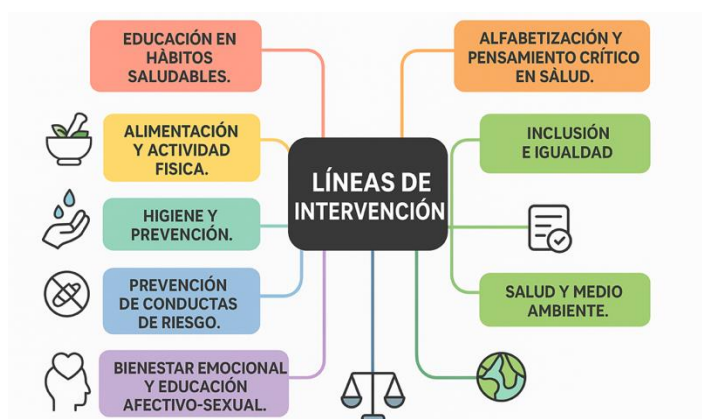 EDUCACIÓN EN
HÀBITOS
SALUDABLES.
ALIMENTACIÓN
Y ACTIVIDAD
FISICA.
HIGIENE Y
PREVENCIÓN.
PREVENCIÓN
DE CONDUCTAS
DE RIESGO.
BIENESTAR EMOCIONAL
Y EDUCACIÓN
AFECTIVO-SEXUAL.
LÍNEAS DE
INTERVENCIÓN
ALFABETIZACIÓN Y
PENSAMIENTO CRÍTICO
EN SÀLUD.
INCLUSIÓN
E IGUALDAD
SALUD Y MEDIO
AMBIENTE.